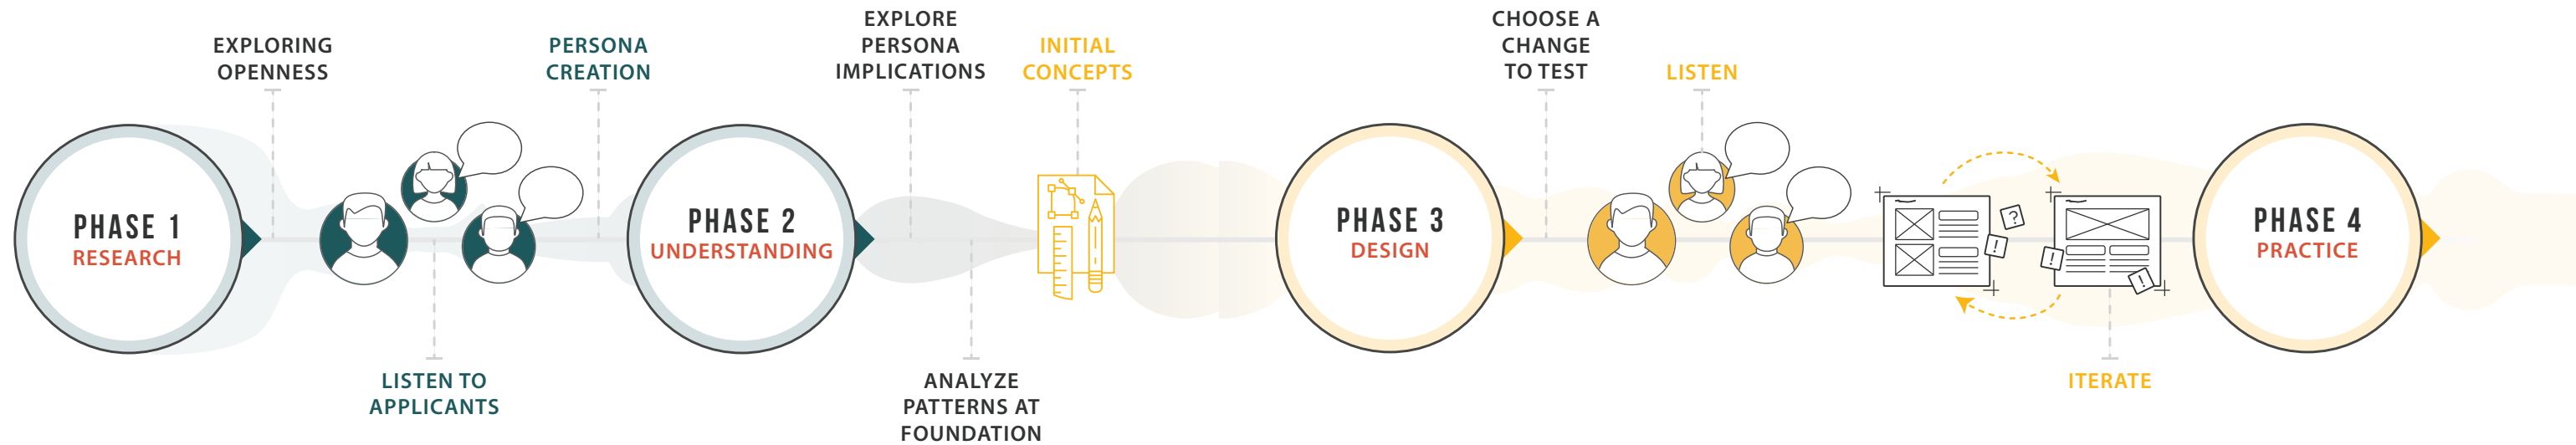 PHASE 1
RESEARCH
EXPLORING
OPENNESS
LISTEN TO
APPLICANTS
PERSONA
CREATION
PHASE 2
UNDERSTANDING
EXPLORE
PERSONA
IMPLICATIONS
ANALYZE
PATTERNS AT
FOUNDATION
INITIAL
CONCEPTS
PHASE 3
DESIGN
CHOOSE A
CHANGE
TO TEST
LISTEN
?
!
!
!
ITERATE
PHASE 4
PRACTICE